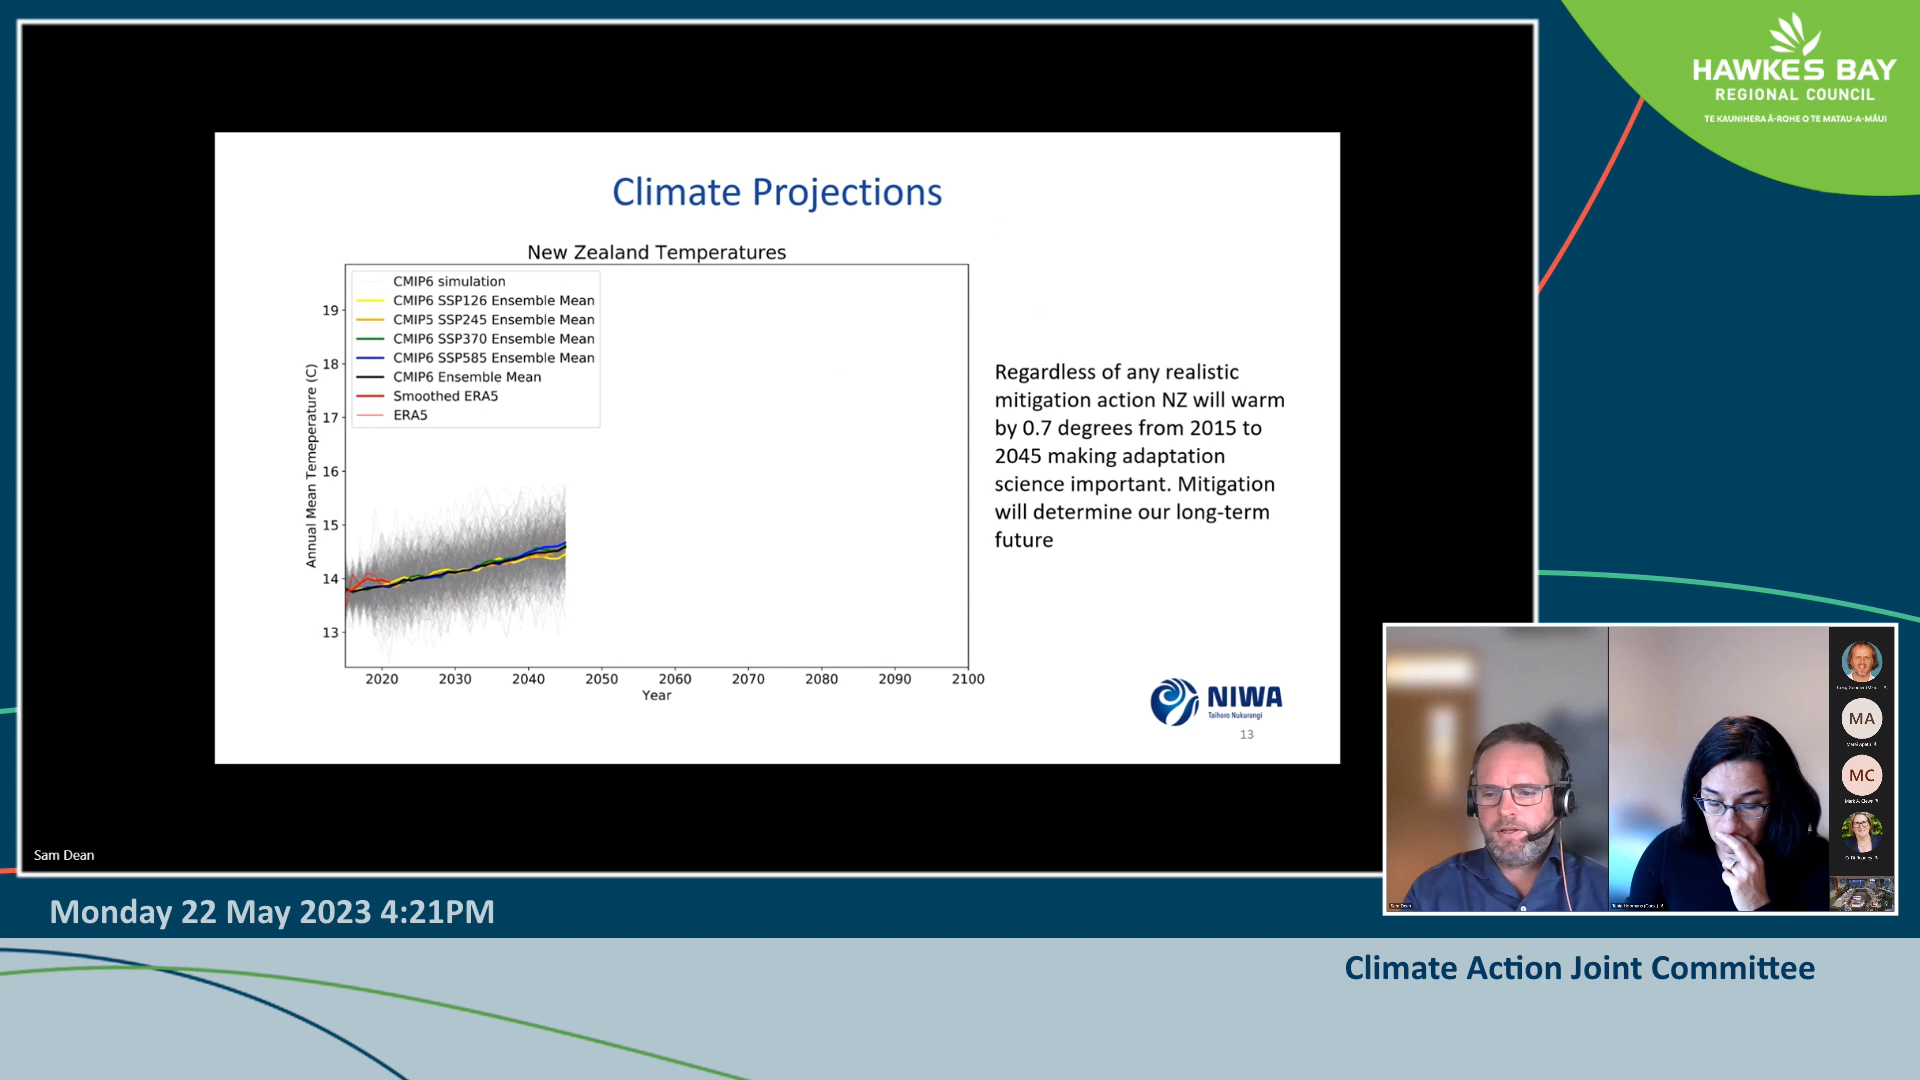 HAWKE'S BAY
REGIONAL COUNCIL
TE KAUNIHERA Ā-ROHE O TE MATAU-A-MĀUI
Climate Projections
New Zealand Temperatures
CMIP6 simulation
CMIP6 SSP126 Ensemble Mean
CMIP5 SSP245 Ensemble Mean
CMIP6 SSP370 Ensemble Mean
CMIP6 SSP585 Ensemble Mean
CMIP6 Ensemble Mean
Smoothed ERA5
ERA5
Annual Mean Temeperature (C)
19
18
17
16
15
14
13
2020 2030 2040 2050 2060 2070 2080 2090 2100
Year
Regardless of any realistic
mitigation action NZ will warm
by 0.7 degrees from 2015 to
2045 making adaptation
science important. Mitigation
will determine our long-term
future
NIWA
Taihoro Nukurangi
13
Sam Dean
MA
MC
Sam Dean
Monday 22 May 2023 4:21PM
Climate Action Joint Committee